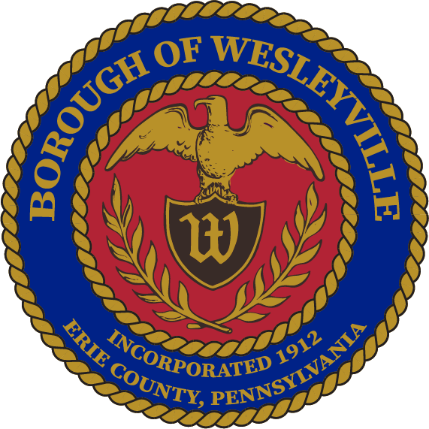 BOROUGH OF WESLEYVILLE
W
INCORPORATED 1912
ERIE COUNTY, PENNSYLVANIA